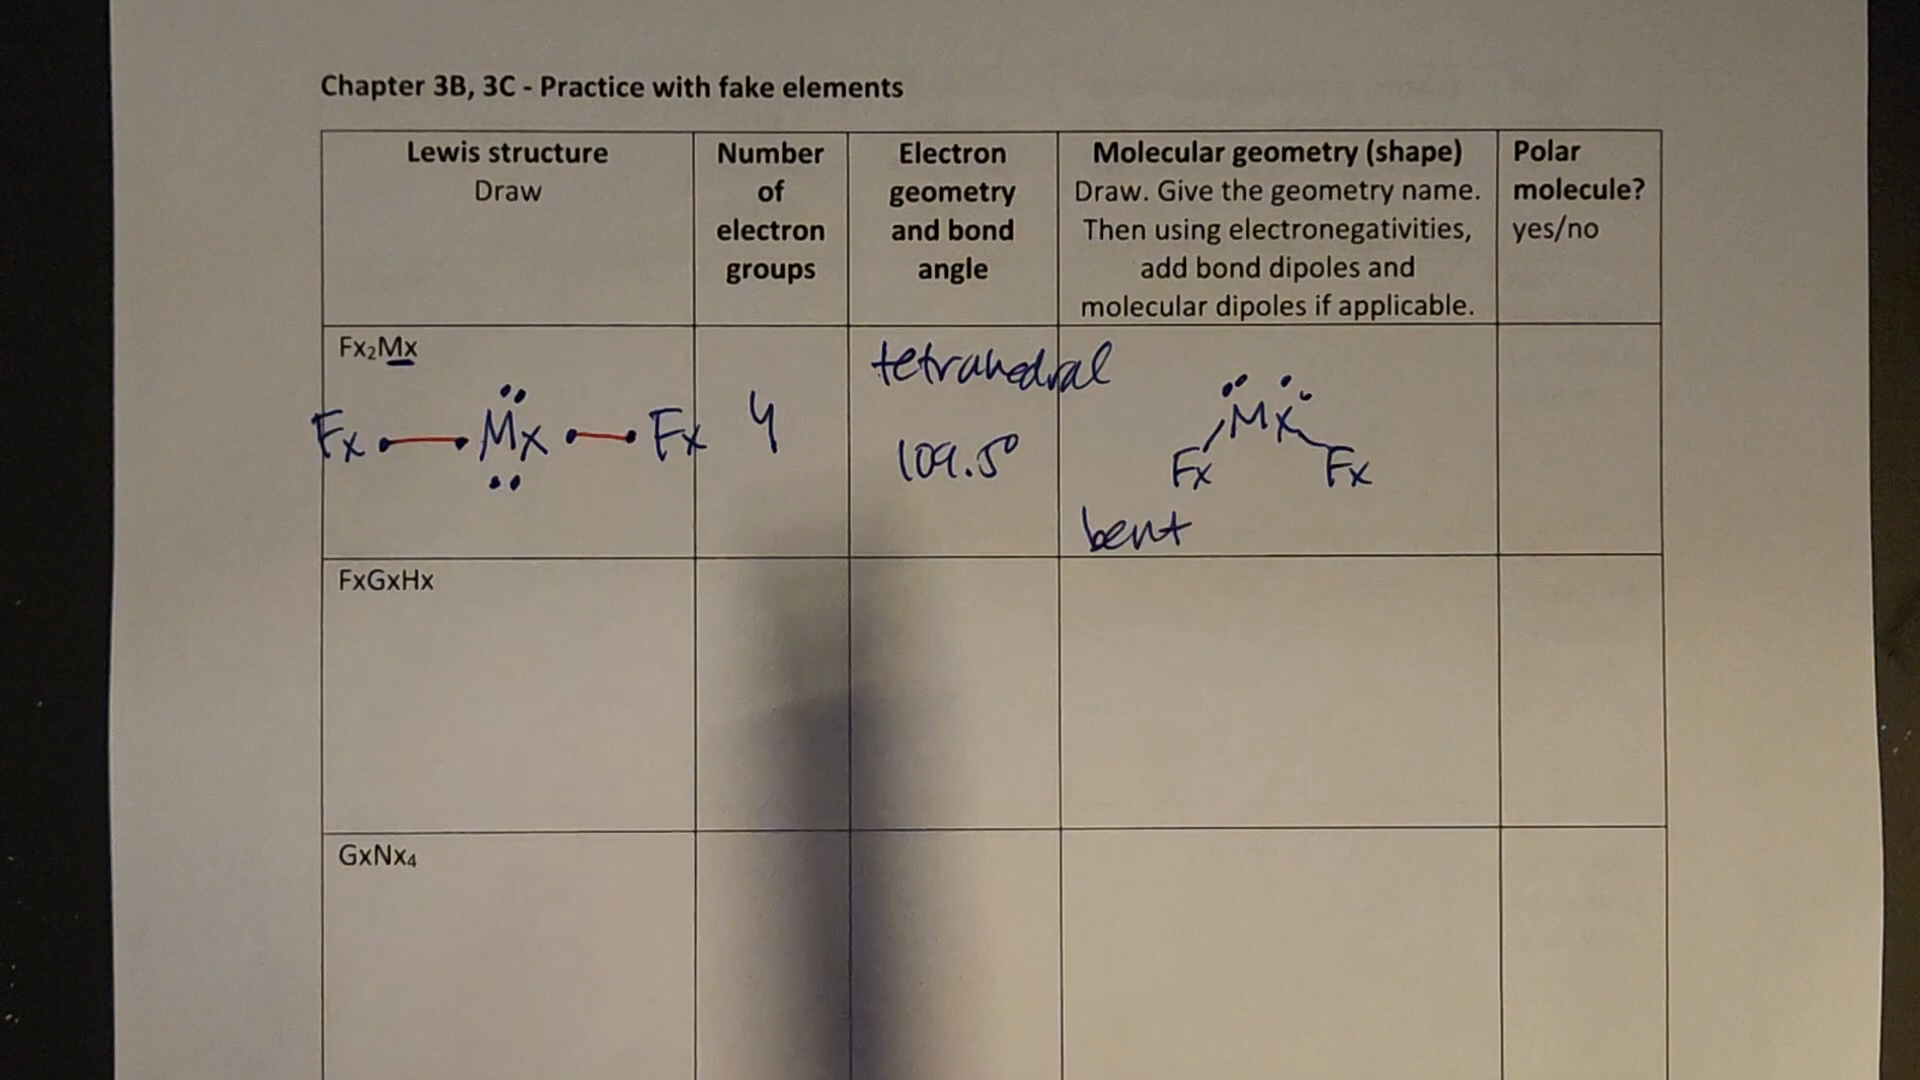 Chapter 3B, 3C - Practice with fake elements
Lewis structure
Draw
Number
of
electron
groups
Electron
geometry
and bond
angle
Molecular geometry (shape)
Draw. Give the geometry name.
Then using electronegativities,
add bond dipoles and
molecular dipoles if applicable.
Polar
molecule?
yes/no
Fx₂Mx
Fx Mx Fx
4
tetrahedral
109.5°
Mx
Fx Fx
bent
FxGxHx
GxNx₄